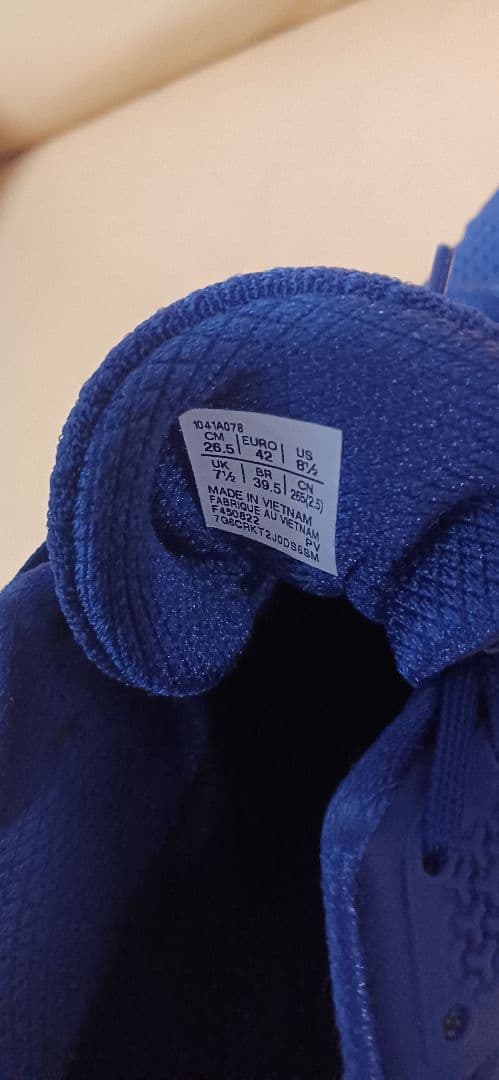 1041A078
CM EURO US
26.5 42 8½
UK BR CN
7½ 39.5 265(2.5)
MADE IN VIETNAM
FABRIQUE AU VIETNAM
F450822 PV
7G6CRKT2J0DS6SM